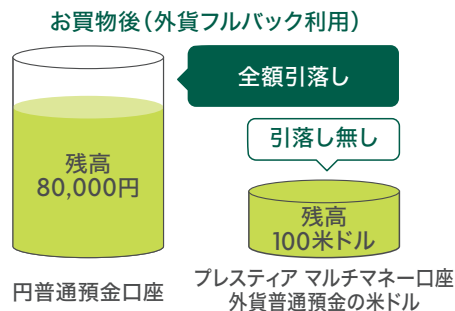 お買物後(外貨フルバック利用)
全額引落し
引落し無し
残高
80,000円
残高
100米ドル
円普通預金口座
プレスティア マルチマネー口座
外貨普通預金の米ドル